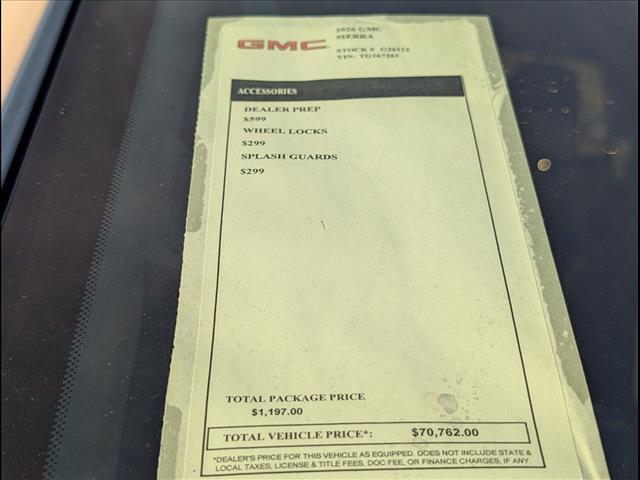 GMC
2026 GMC
SIERRA
STOCK # G26112
VIN: TG167261
ACCESSORIES
DEALER PREP
$599
WHEEL LOCKS
$299
SPLASH GUARDS
$299
TOTAL PACKAGE PRICE
$1,197.00
TOTAL VEHICLE PRICE*: $70,762.00
*DEALER'S PRICE FOR THIS VEHICLE AS EQUIPPED. DOES NOT INCLUDE STATE &
LOCAL TAXES, LICENSE & TITLE FEES, DOC FEE, OR FINANCE CHARGES, IF ANY.